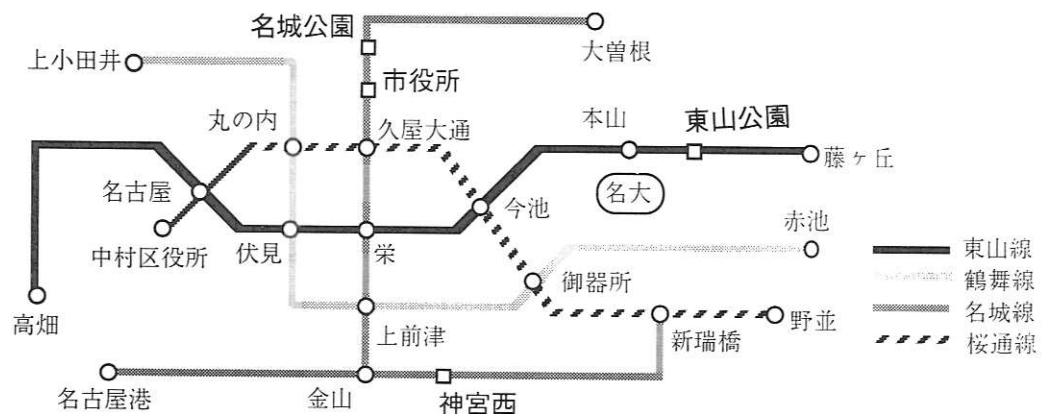 名城公園
大曽根
上小田井
市役所
丸の内
久屋大通
本山
東山公園
藤ヶ丘
名古屋
今池
名大
赤池
中村区役所
伏見
栄
東山線
御器所
鶴舞線
高畑
上前津
新瑞橋
野並
名城線
桜通線
名古屋港
金山
神宮西